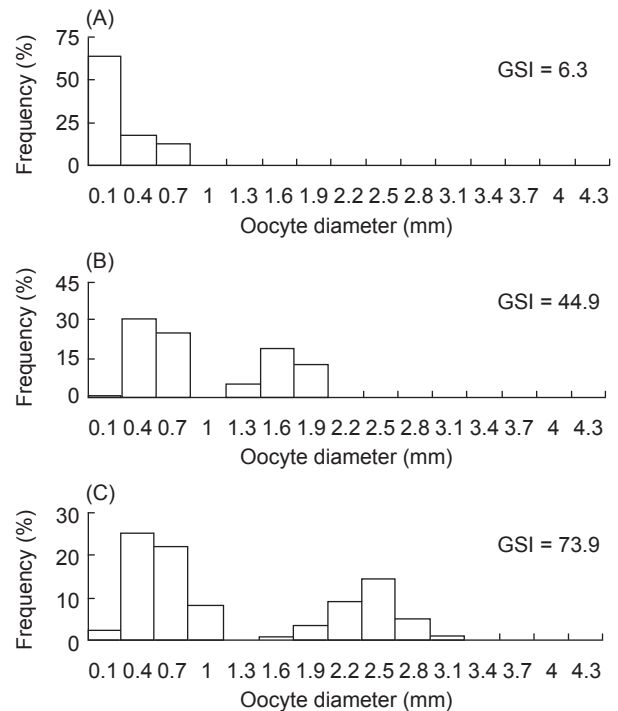 (A)
75
50
25
0
Frequency (%)
GSI = 6.3
0.1 0.4 0.7 1 1.3 1.6 1.9 2.2 2.5 2.8 3.1 3.4 3.7 4 4.3
Oocyte diameter (mm)
(B)
45
30
15
0
Frequency (%)
GSI = 44.9
0.1 0.4 0.7 1 1.3 1.6 1.9 2.2 2.5 2.8 3.1 3.4 3.7 4 4.3
Oocyte diameter (mm)
(C)
30
20
10
0
Frequency (%)
GSI = 73.9
0.1 0.4 0.7 1 1.3 1.6 1.9 2.2 2.5 2.8 3.1 3.4 3.7 4 4.3
Oocyte diameter (mm)